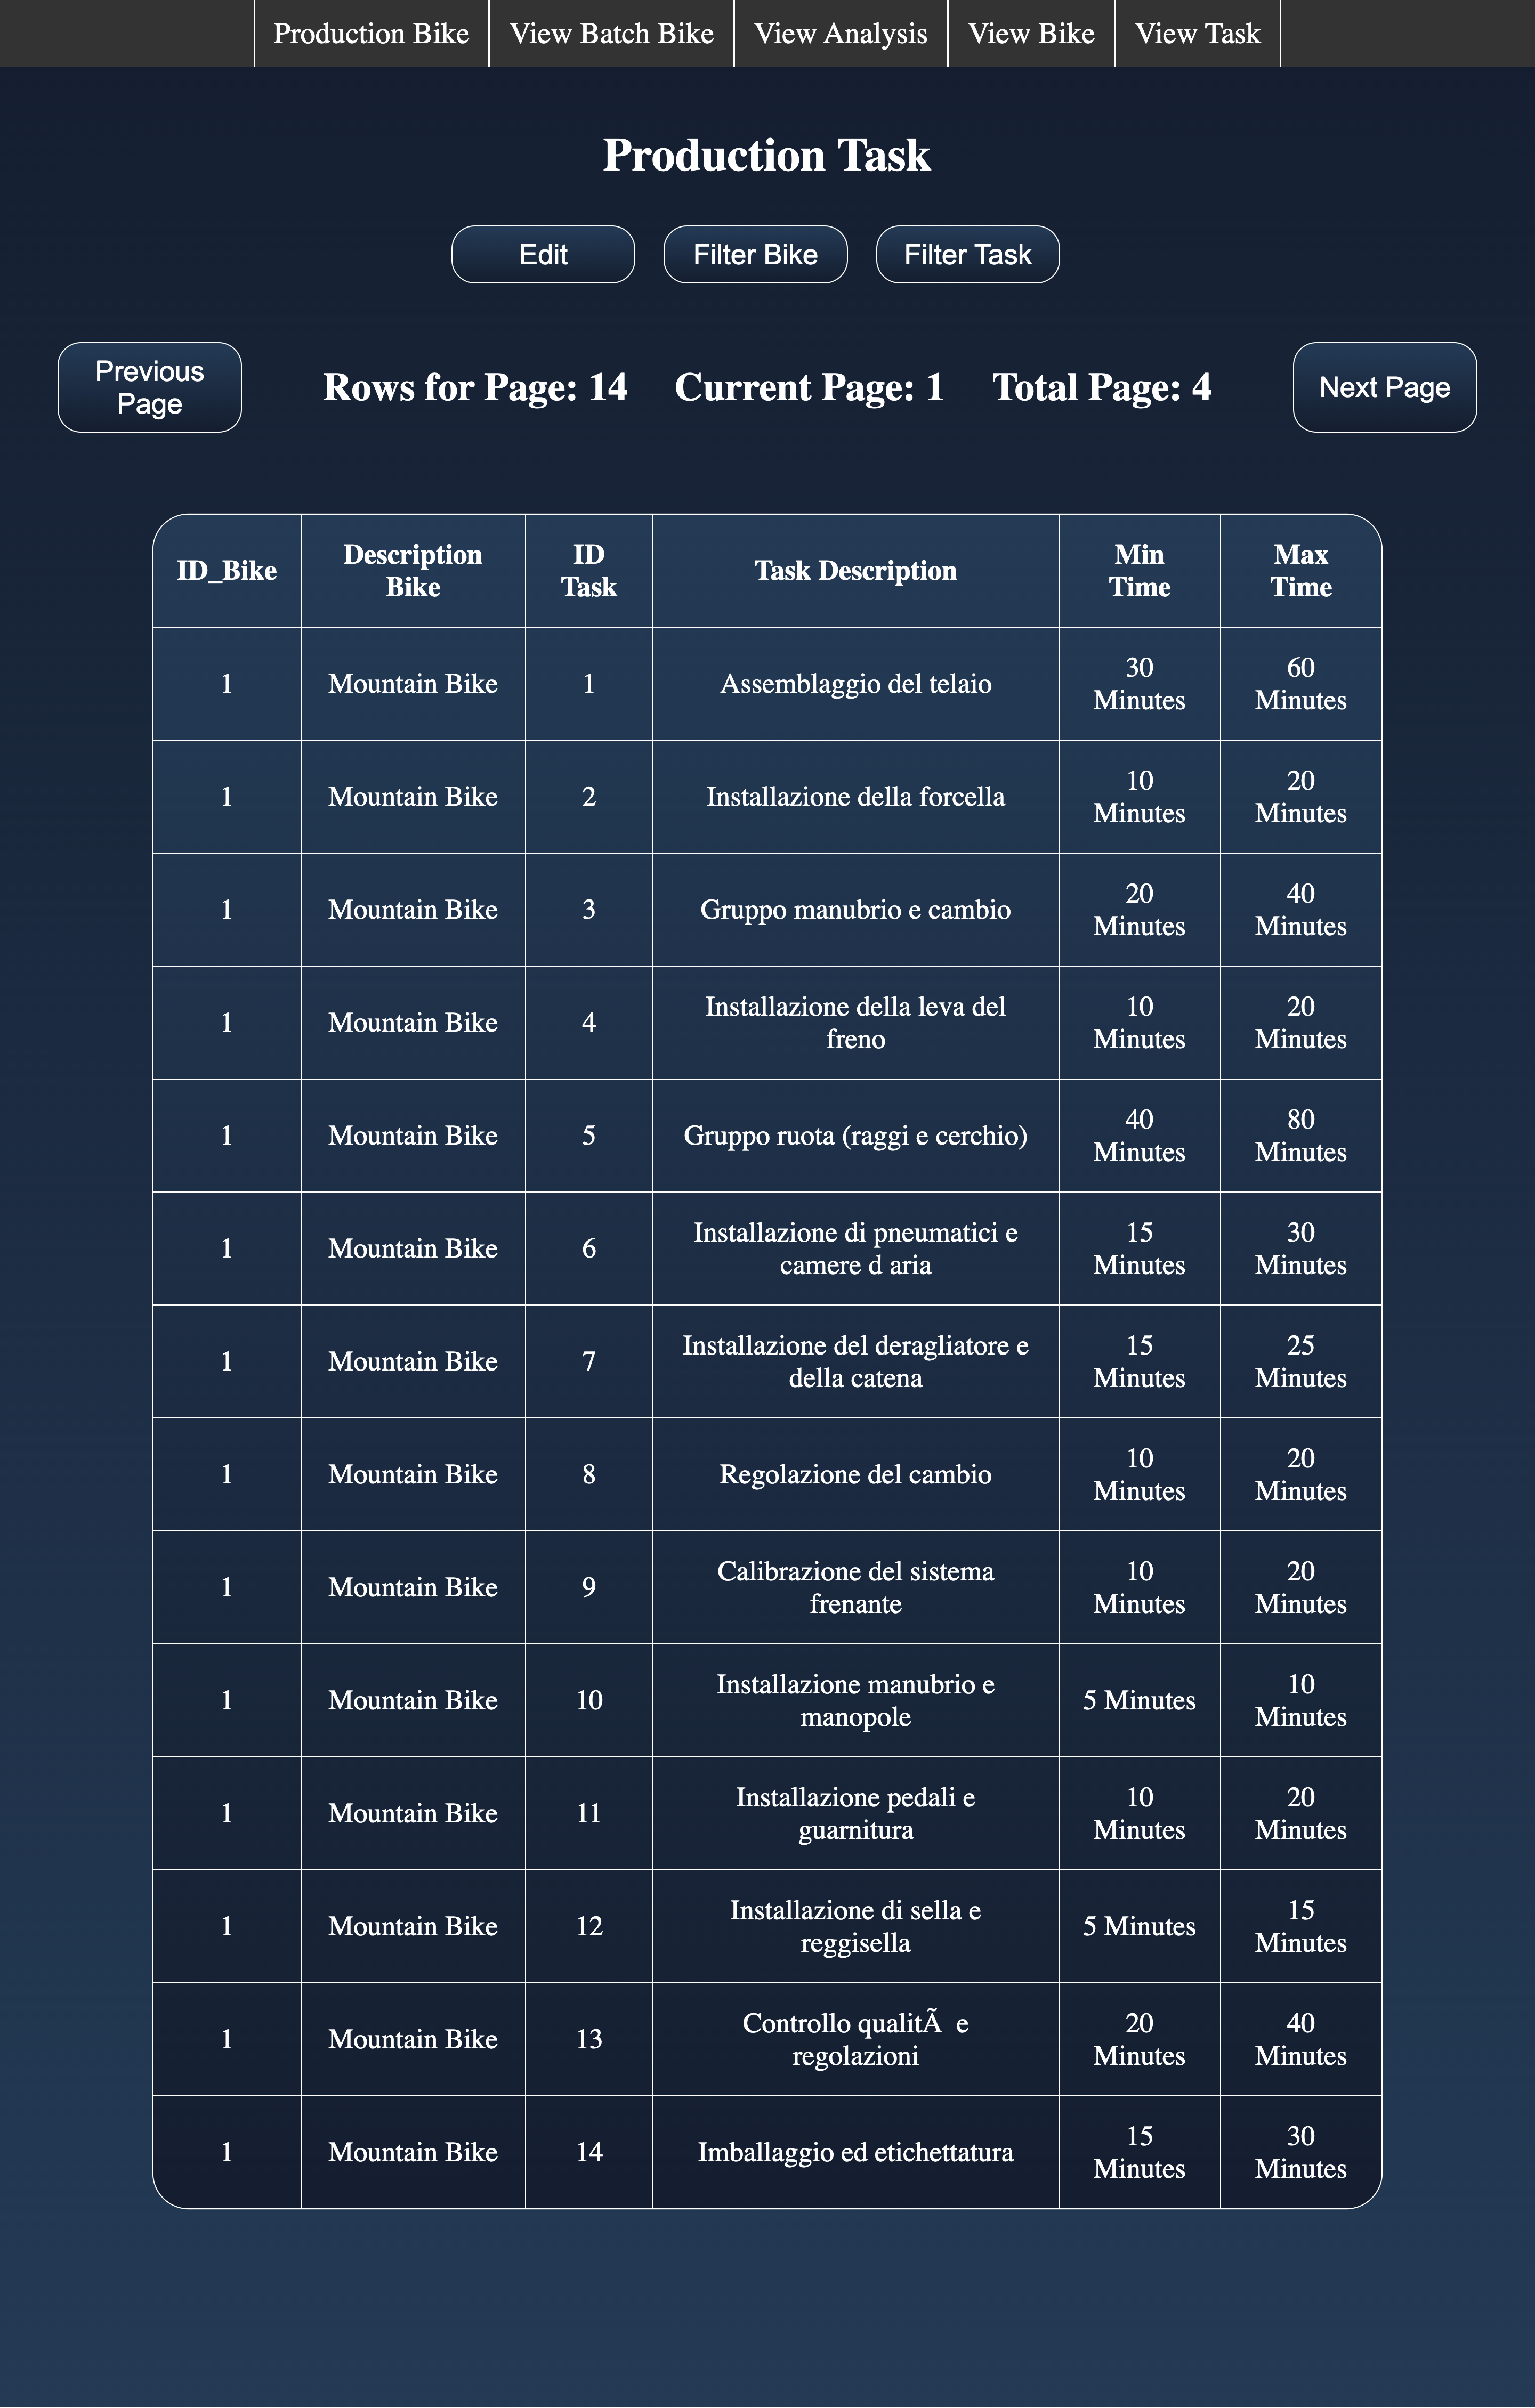 Production Bike
View Batch Bike
View Analysis
View Bike
View Task
Production Task
Edit
Filter Bike
Filter Task
Previous
Page
Rows for Page: 14
Current Page: 1
Total Page: 4
Next Page
ID_Bike
Description
Bike
ID
Task
Task Description
Min
Time
Max
Time
1
Mountain Bike
1
Assemblaggio del telaio
30
Minutes
60
Minutes
1
Mountain Bike
2
Installazione della forcella
10
Minutes
20
Minutes
1
Mountain Bike
3
Gruppo manubrio e cambio
20
Minutes
40
Minutes
1
Mountain Bike
4
Installazione della leva del
freno
10
Minutes
20
Minutes
1
Mountain Bike
5
Gruppo ruota (raggi e cerchio)
40
Minutes
80
Minutes
1
Mountain Bike
6
Installazione di pneumatici e
camere d aria
15
Minutes
30
Minutes
1
Mountain Bike
7
Installazione del deragliatore e
della catena
15
Minutes
25
Minutes
1
Mountain Bike
8
Regolazione del cambio
10
Minutes
20
Minutes
1
Mountain Bike
9
Calibrazione del sistema
frenante
10
Minutes
20
Minutes
1
Mountain Bike
10
Installazione manubrio e
manopole
5 Minutes
10
Minutes
1
Mountain Bike
11
Installazione pedali e
guarnitura
10
Minutes
20
Minutes
1
Mountain Bike
12
Installazione di sella e
reggisella
5 Minutes
15
Minutes
1
Mountain Bike
13
Controllo qualitÃ  e
regolazioni
20
Minutes
40
Minutes
1
Mountain Bike
14
Imballaggio ed etichettatura
15
Minutes
30
Minutes